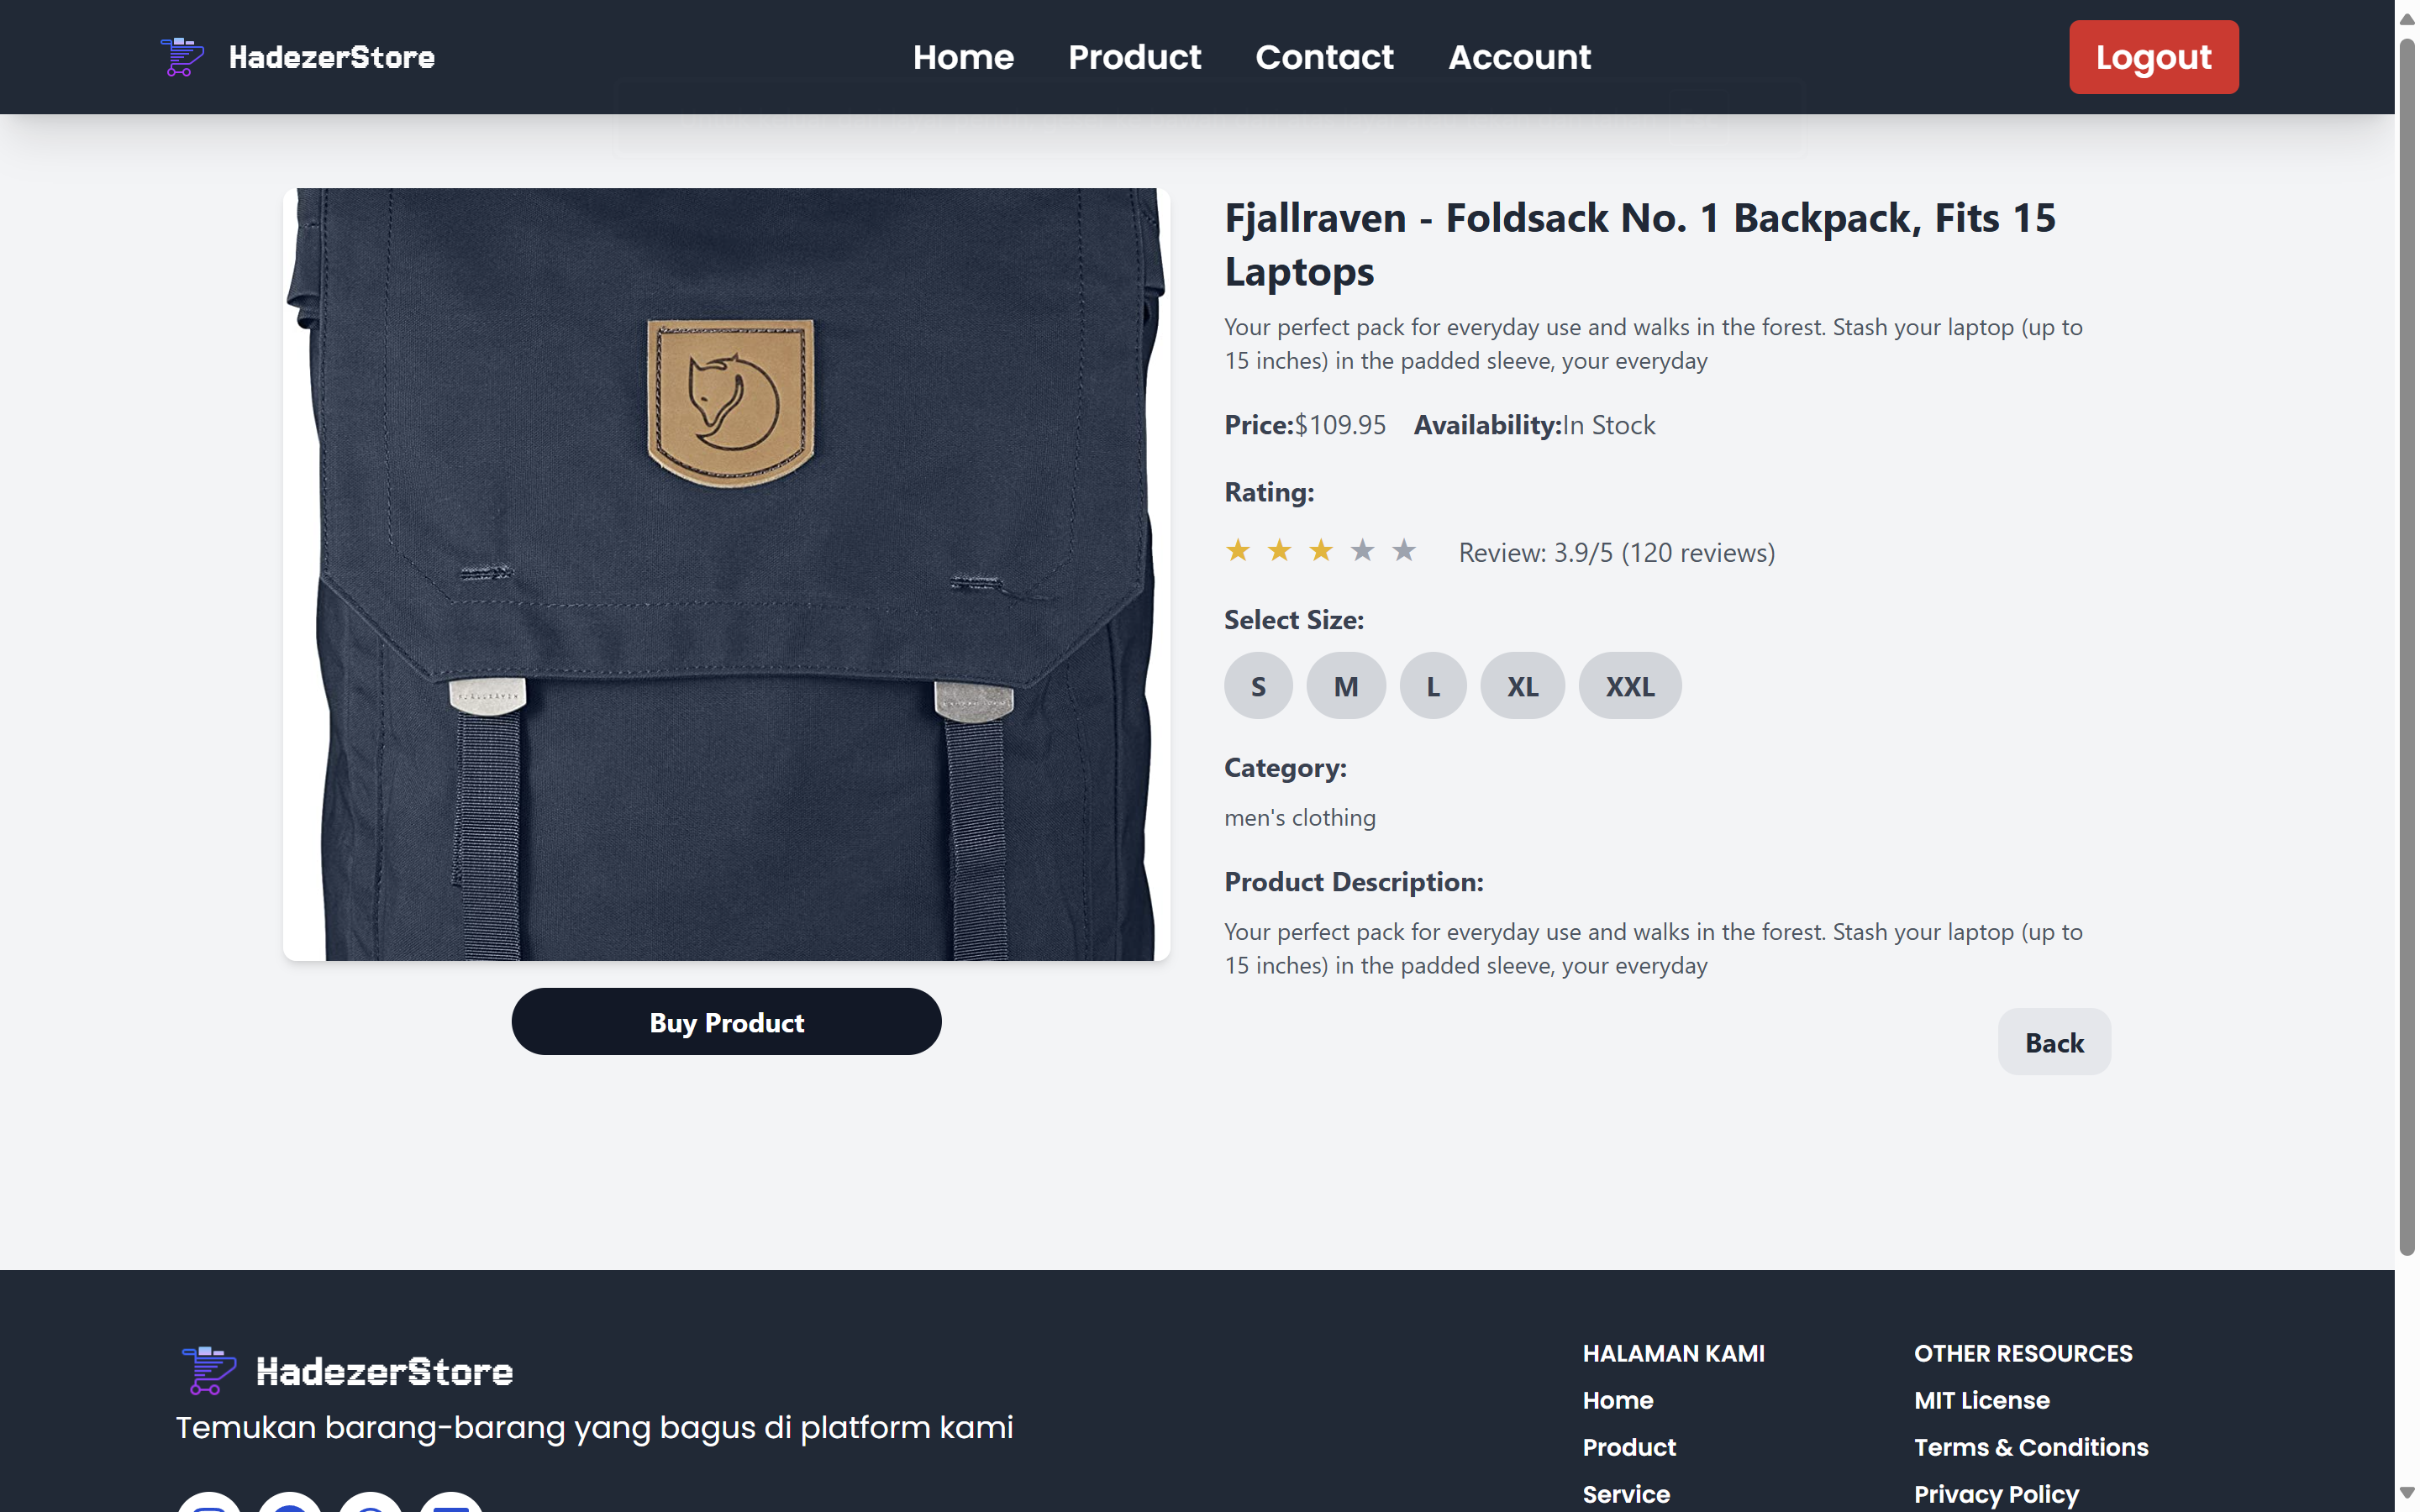 HadezerStore
Home
Product
Contact
Account
Logout
Fjallraven - Foldsack No. 1 Backpack, Fits 15
Laptops
Your perfect pack for everyday use and walks in the forest. Stash your laptop (up to
15 inches) in the padded sleeve, your everyday
Price:$109.95 Availability:In Stock
Rating:
★ ★ ★ ★ ★ Review: 3.9/5 (120 reviews)
Select Size:
S
M
L
XL
XXL
Category:
men's clothing
Product Description:
Your perfect pack for everyday use and walks in the forest. Stash your laptop (up to
15 inches) in the padded sleeve, your everyday
Buy Product
Back
HadezerStore
Temukan barang-barang yang bagus di platform kami
HALAMAN KAMI
Home
Product
Service
OTHER RESOURCES
MIT License
Terms & Conditions
Privacy Policy